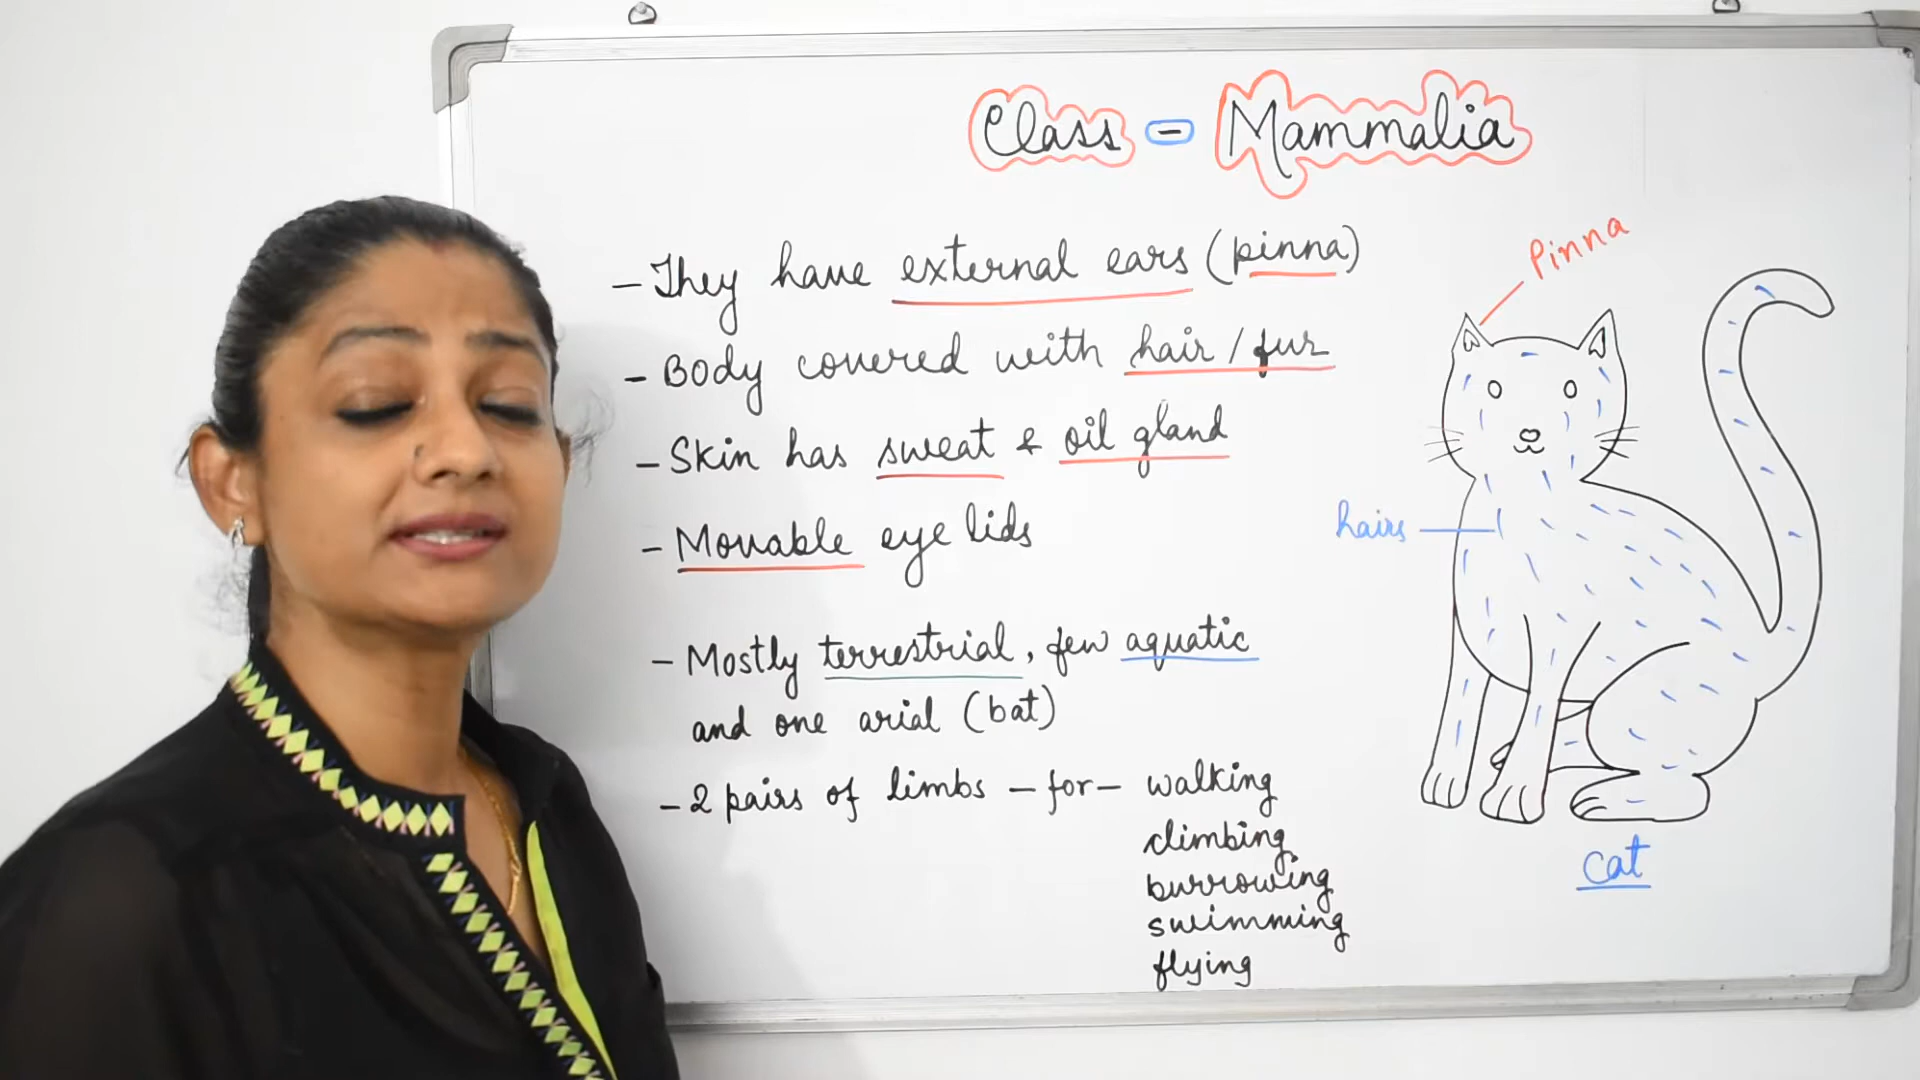 Class - Mammalia
- They have external ears (pinna)
- Body covered with hair / fur
- Skin has sweat & oil gland
- Movable eye lids
- Mostly terrestrial, few aquatic
and one arial (bat)
- 2 pairs of limbs - for - walking
climbing
burrowing
swimming
flying
Pinna
hairs
cat